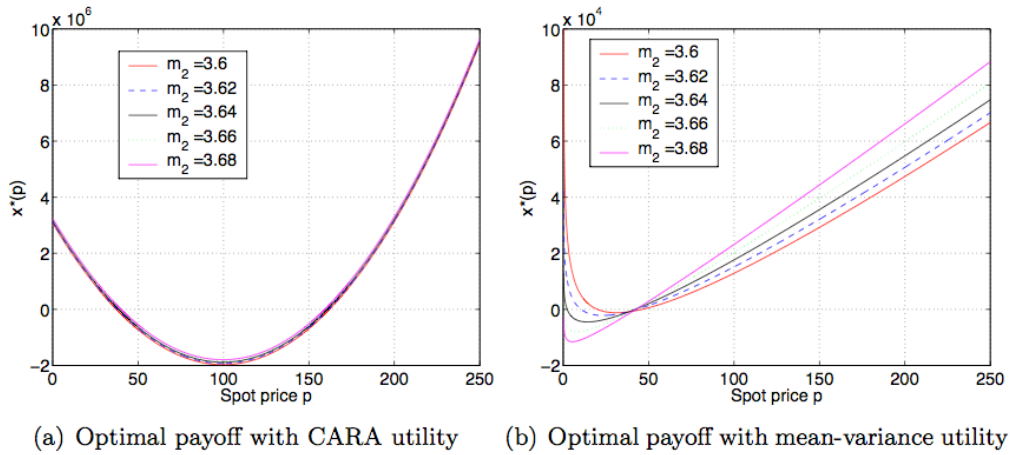 x 10^6
10
8
6
4
2
0
−2
x*(p)
m_2 =3.6
m_2 =3.62
m_2 =3.64
m_2 =3.66
m_2 =3.68
0 50 100 150 200 250
Spot price p
(a) Optimal payoff with CARA utility
x 10^4
10
8
6
4
2
0
−2
x*(p)
m_2 =3.6
m_2 =3.62
m_2 =3.64
m_2 =3.66
m_2 =3.68
0 50 100 150 200 250
Spot price p
(b) Optimal payoff with mean-variance utility